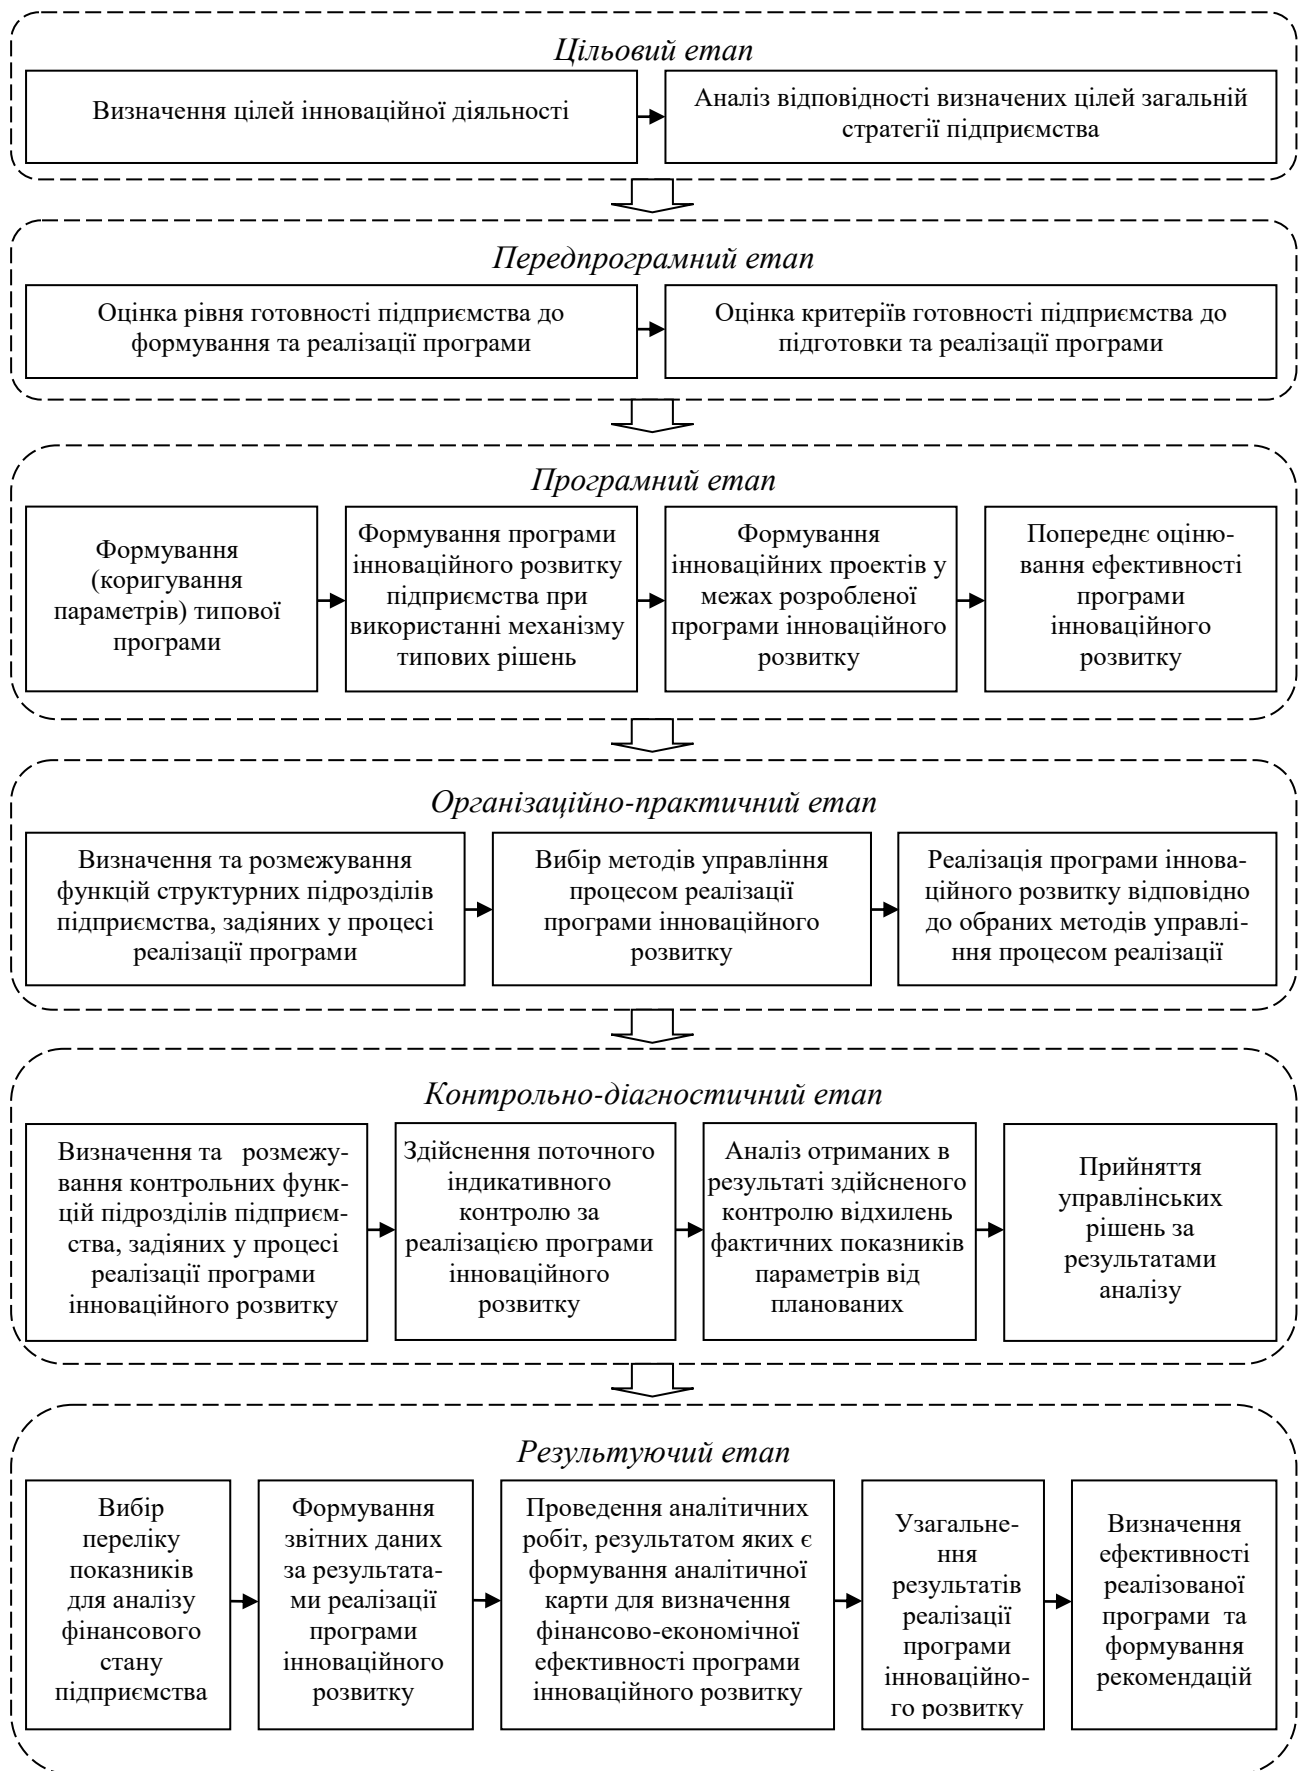 Цільовий етап
Визначення цілей інноваційної діяльності
Аналіз відповідності визначених цілей загальній
стратегії підприємства
Передпрограмний етап
Оцінка рівня готовності підприємства до
формування та реалізації програми
Оцінка критеріїв готовності підприємства до
підготовки та реалізації програми
Програмний етап
Формування
(коригування
параметрів) типової
програми
Формування програми
інноваційного розвитку
підприємства при
використанні механізму
типових рішень
Формування
інноваційних проектів у
межах розробленої
програми інноваційного
розвитку
Попереднє оціню-
вання ефективності
програми
інноваційного
розвитку
Організаційно-практичний етап
Визначення та розмежування
функцій структурних підрозділів
підприємства, задіяних у процесі
реалізації програми
Вибір методів управління
процесом реалізації
програми інноваційного
розвитку
Реалізація програми іннова-
ційного розвитку відповідно
до обраних методів управлі-
ння процесом реалізації
Контрольно-діагностичний етап
Визначення та розмежу-
вання контрольних функ-
цій підрозділів підприєм-
ства, задіяних у процесі
реалізації програми
інноваційного розвитку
Здійснення поточного
індикативного
контролю за
реалізацією програми
інноваційного
розвитку
Аналіз отриманих в
результаті здійсненого
контролю відхилень
фактичних показників
параметрів від
планованих
Прийняття
управлінських
рішень за
результатами
аналізу
Результуючий етап
Вибір
переліку
показників
для аналізу
фінансового
стану
підприємства
Формування
звітних даних
за результата-
ми реалізації
програми
інноваційного
розвитку
Проведення аналітичних
робіт, результатом яких є
формування аналітичної
карти для визначення
фінансово-економічної
ефективності програми
інноваційного розвитку
Узагальне-
ння
результатів
реалізації
програми
інноваційно-
го розвитку
Визначення
ефективності
реалізованої
програми та
формування
рекомендацій